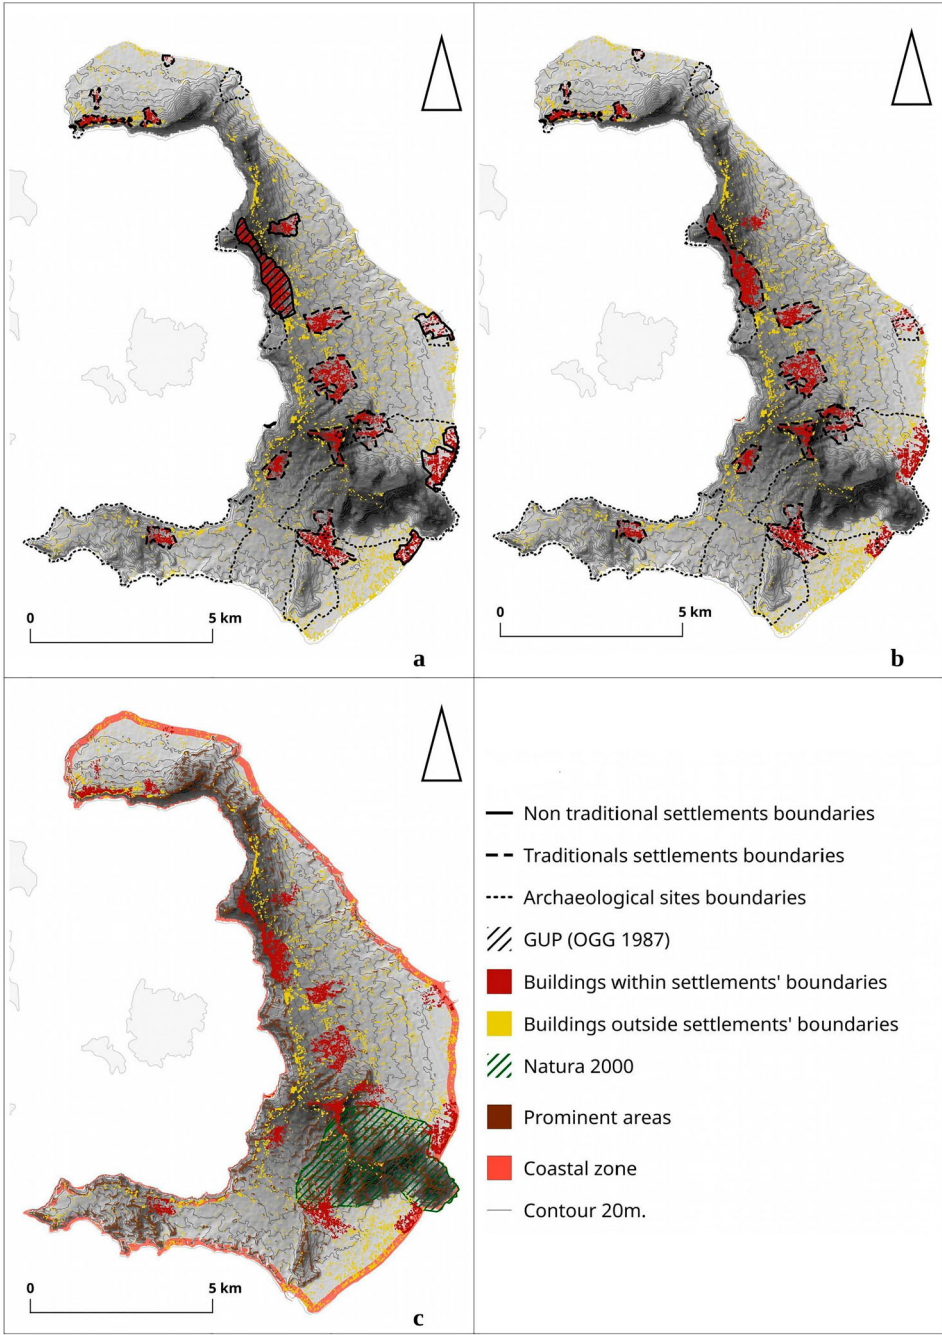 0 5 km
a
0 5 km
b
0 5 km
c
Non traditional settlements boundaries
Traditionals settlements boundaries
Archaeological sites boundaries
GUP (OGG 1987)
Buildings within settlements' boundaries
Buildings outside settlements' boundaries
Natura 2000
Prominent areas
Coastal zone
Contour 20m.